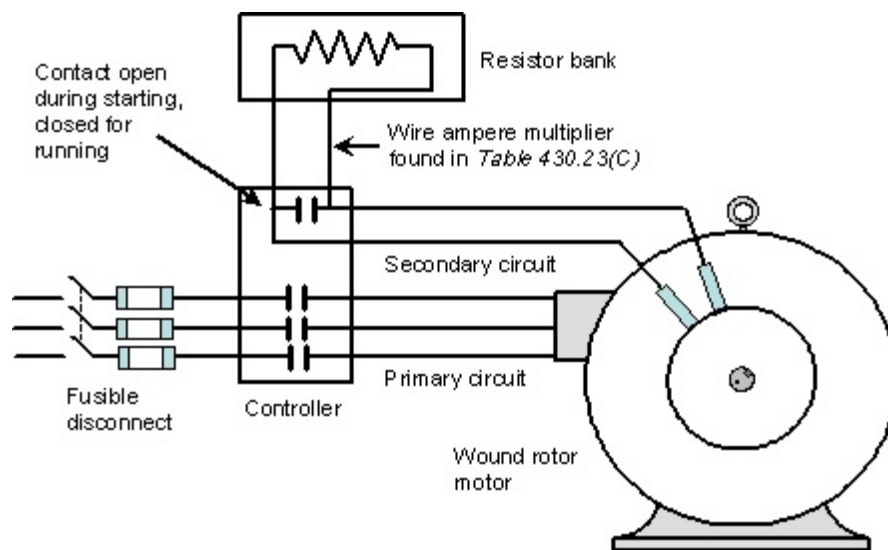 Resistor bank
Contact open
during starting,
closed for
running
Wire ampere multiplier
found in Table 430.23(C)
Secondary circuit
Primary circuit
Fusible
disconnect
Controller
Wound rotor
motor